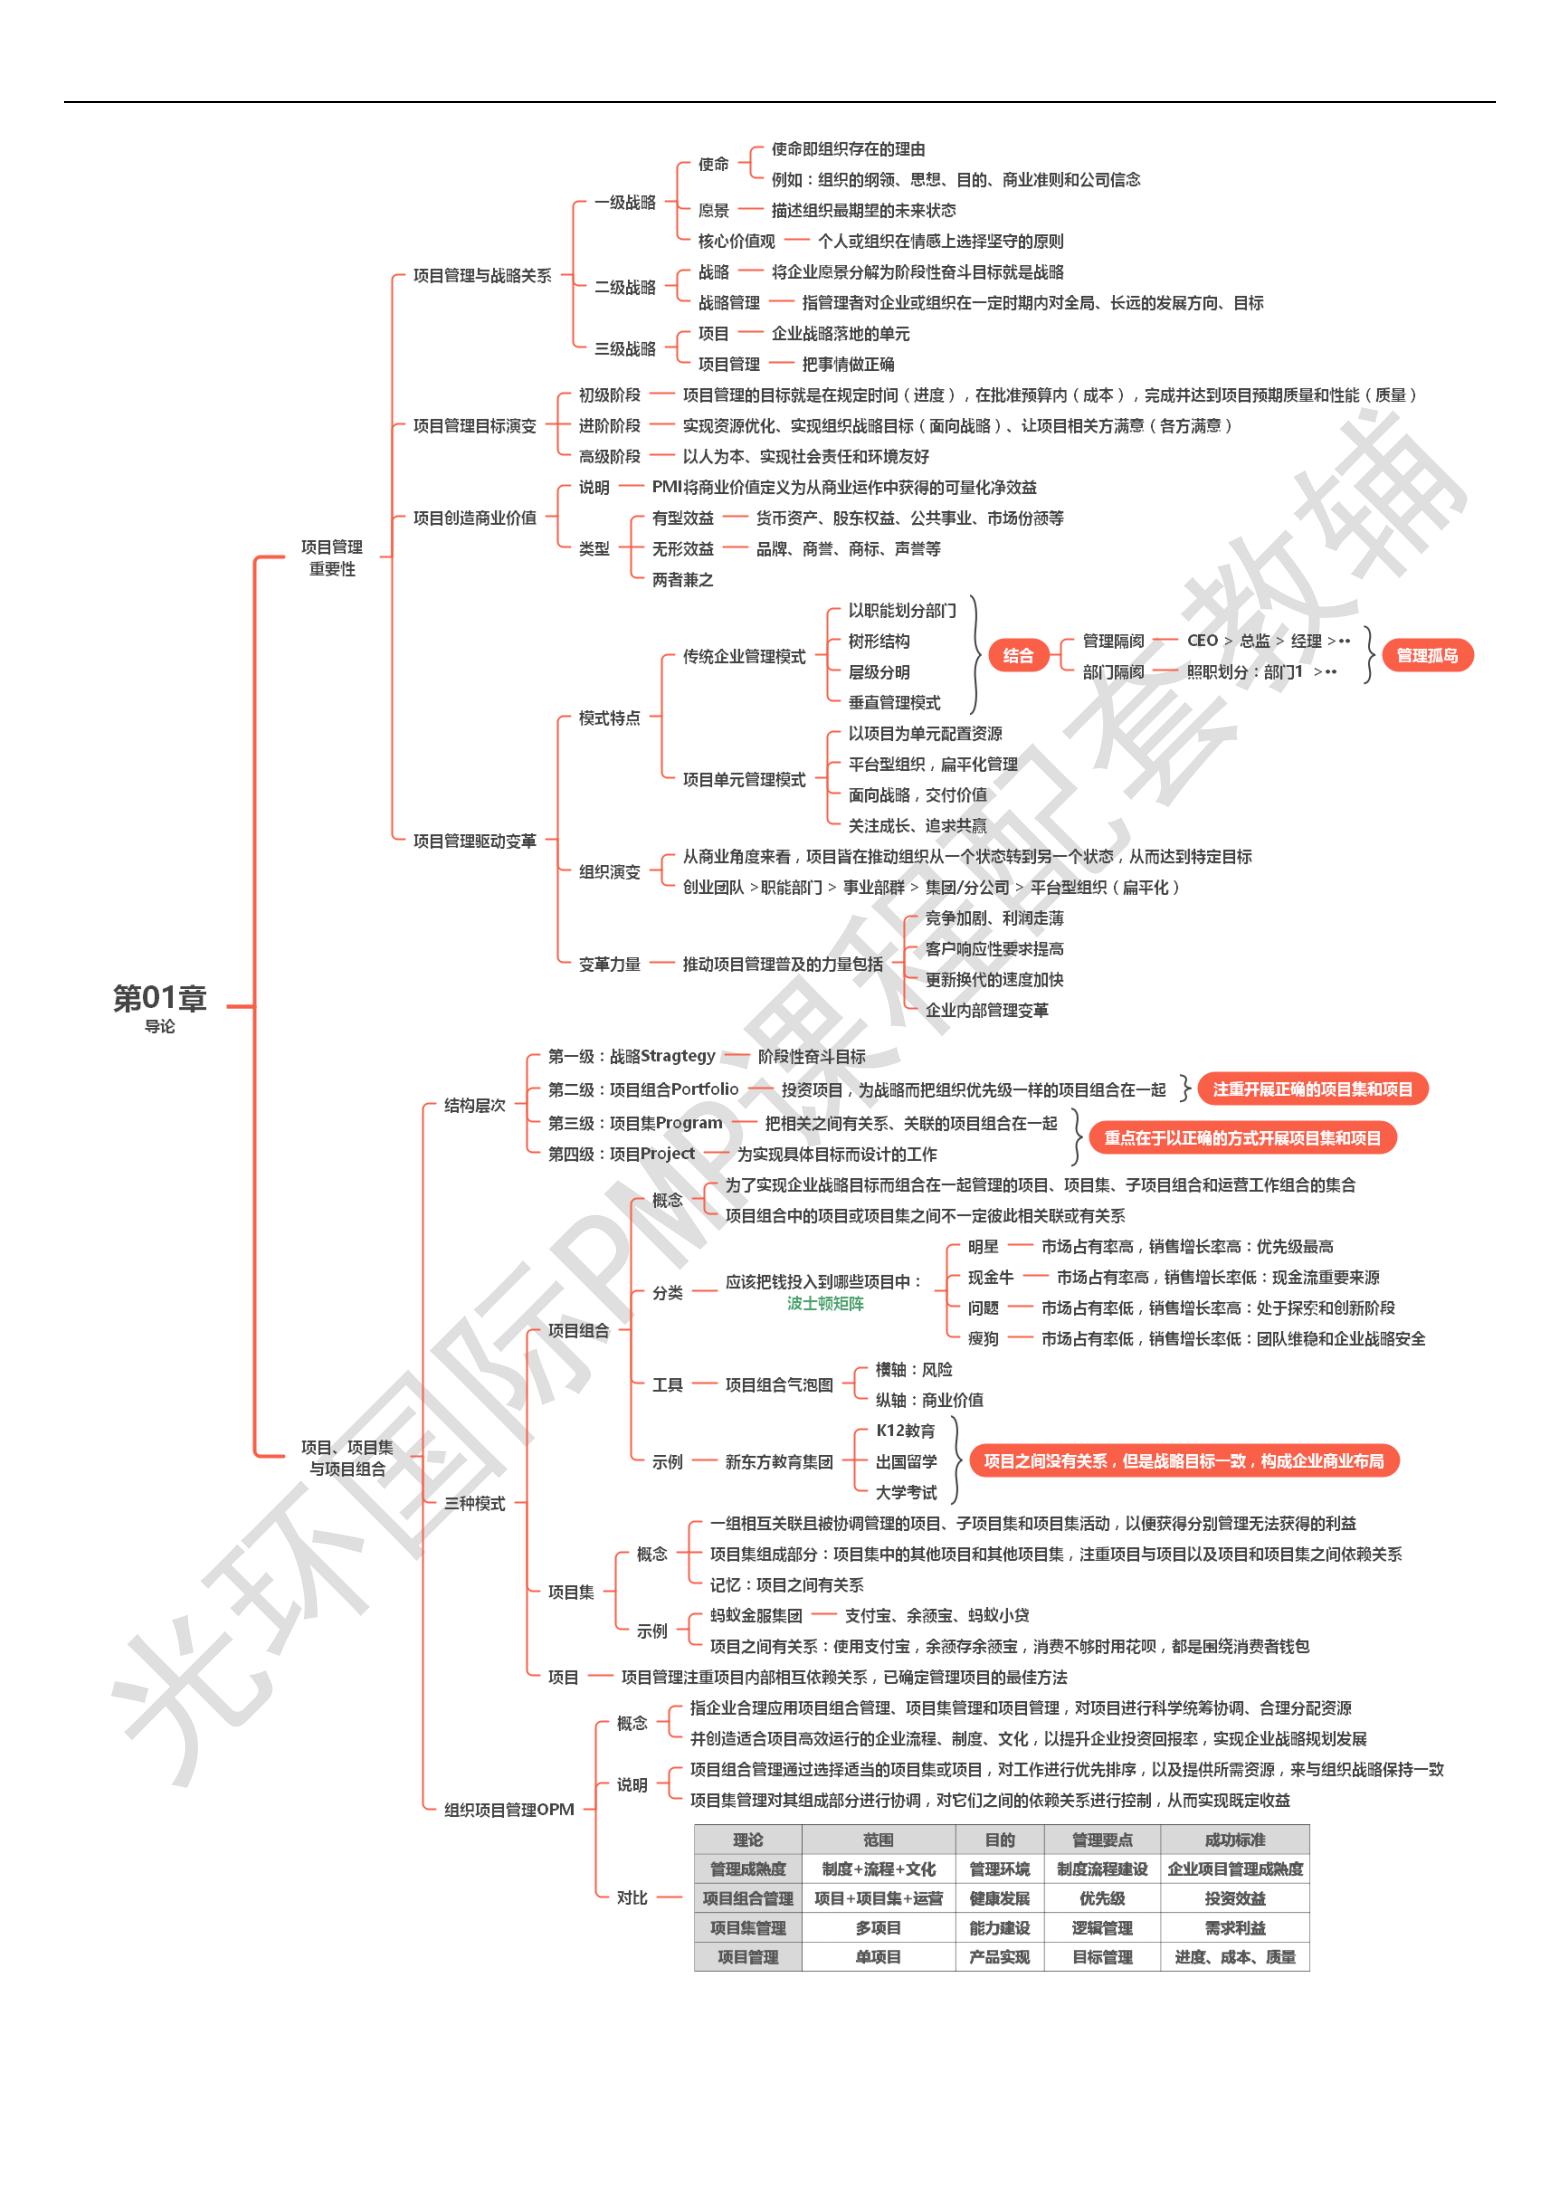 使命
使命即组织存在的理由
例如：组织的纲领、思想、目的、商业准则和公司信念
一级战略
愿景
描述组织最期望的未来状态
核心价值观
个人或组织在情感上选择坚守的原则
项目管理与战略关系
二级战略
战略
将企业愿景分解为阶段性奋斗目标就是战略
战略管理
指管理者对企业或组织在一定时期内对全局、长远的发展方向、目标
三级战略
项目
企业战略落地的单元
项目管理
把事情做正确
项目管理目标演变
初级阶段
项目管理的目标就是在规定时间（进度），在批准预算内（成本），完成并达到项目预期质量和性能（质量）
进阶阶段
实现资源优化、实现组织战略目标（面向战略）、让项目相关方满意（各方满意）
高级阶段
以人为本、实现社会责任和环境友好
项目创造商业价值
说明
PMI将商业价值定义为从商业运作中获得的可量化净效益
类型
有型效益
货币资产、股东权益、公共事业、市场份额等
无形效益
品牌、商誉、商标、声誉等
两者兼之
项目管理
重要性
项目管理驱动变革
模式特点
传统企业管理模式
以职能划分部门
树形结构
层级分明
垂直管理模式
结合
管理隔阂
CEO > 总监 > 经理 >••
部门隔阂
照职划分：部门1 >••
管理孤岛
项目单元管理模式
以项目为单元配置资源
平台型组织，扁平化管理
面向战略，交付价值
关注成长、追求共赢
组织演变
从商业角度来看，项目皆在推动组织从一个状态转到另一个状态，从而达到特定目标
创业团队 >职能部门 > 事业部群 > 集团/分公司 > 平台型组织（扁平化）
变革力量
推动项目管理普及的力量包括
竞争加剧、利润走薄
客户响应性要求提高
更新换代的速度加快
企业内部管理变革
第01章
导论
项目、项目集
与项目组合
结构层次
第一级：战略Stragtegy
阶段性奋斗目标
第二级：项目组合Portfolio
投资项目，为战略而把组织优先级一样的项目组合在一起
注重开展正确的项目集和项目
第三级：项目集Program
把相关之间有关系、关联的项目组合在一起
第四级：项目Project
为实现具体目标而设计的工作
重点在于以正确的方式开展项目集和项目
三种模式
项目组合
概念
为了实现企业战略目标而组合在一起管理的项目、项目集、子项目组合和运营工作组合的集合
项目组合中的项目或项目集之间不一定彼此相关联或有关系
分类
应该把钱投入到哪些项目中：
波士顿矩阵
明星
市场占有率高，销售增长率高：优先级最高
现金牛
市场占有率高，销售增长率低：现金流重要来源
问题
市场占有率低，销售增长率高：处于探索和创新阶段
瘦狗
市场占有率低，销售增长率低：团队维稳和企业战略安全
工具
项目组合气泡图
横轴：风险
纵轴：商业价值
示例
新东方教育集团
K12教育
出国留学
大学考试
项目之间没有关系，但是战略目标一致，构成企业商业布局
项目集
概念
一组相互关联且被协调管理的项目、子项目集和项目集活动，以便获得分别管理无法获得的利益
项目集组成部分：项目集中的其他项目和其他项目集，注重项目与项目以及项目和项目集之间依赖关系
记忆：项目之间有关系
示例
蚂蚁金服集团
支付宝、余额宝、蚂蚁小贷
项目之间有关系：使用支付宝，余额存余额宝，消费不够时用花呗，都是围绕消费者钱包
项目
项目管理注重项目内部相互依赖关系，已确定管理项目的最佳方法
组织项目管理OPM
概念
指企业合理应用项目组合管理、项目集管理和项目管理，对项目进行科学统筹协调、合理分配资源
并创造适合项目高效运行的企业流程、制度、文化，以提升企业投资回报率，实现企业战略规划发展
说明
项目组合管理通过选择适当的项目集或项目，对工作进行优先排序，以及提供所需资源，来与组织战略保持一致
项目集管理对其组成部分进行协调，对它们之间的依赖关系进行控制，从而实现既定收益
对比
理论 范围 目的 管理要点 成功标准
管理成熟度 制度+流程+文化 管理环境 制度流程建设 企业项目管理成熟度
项目组合管理 项目+项目集+运营 健康发展 优先级 投资效益
项目集管理 多项目 能力建设 逻辑管理 需求利益
项目管理 单项目 产品实现 目标管理 进度、成本、质量
光环国际PMP课程配套教辅